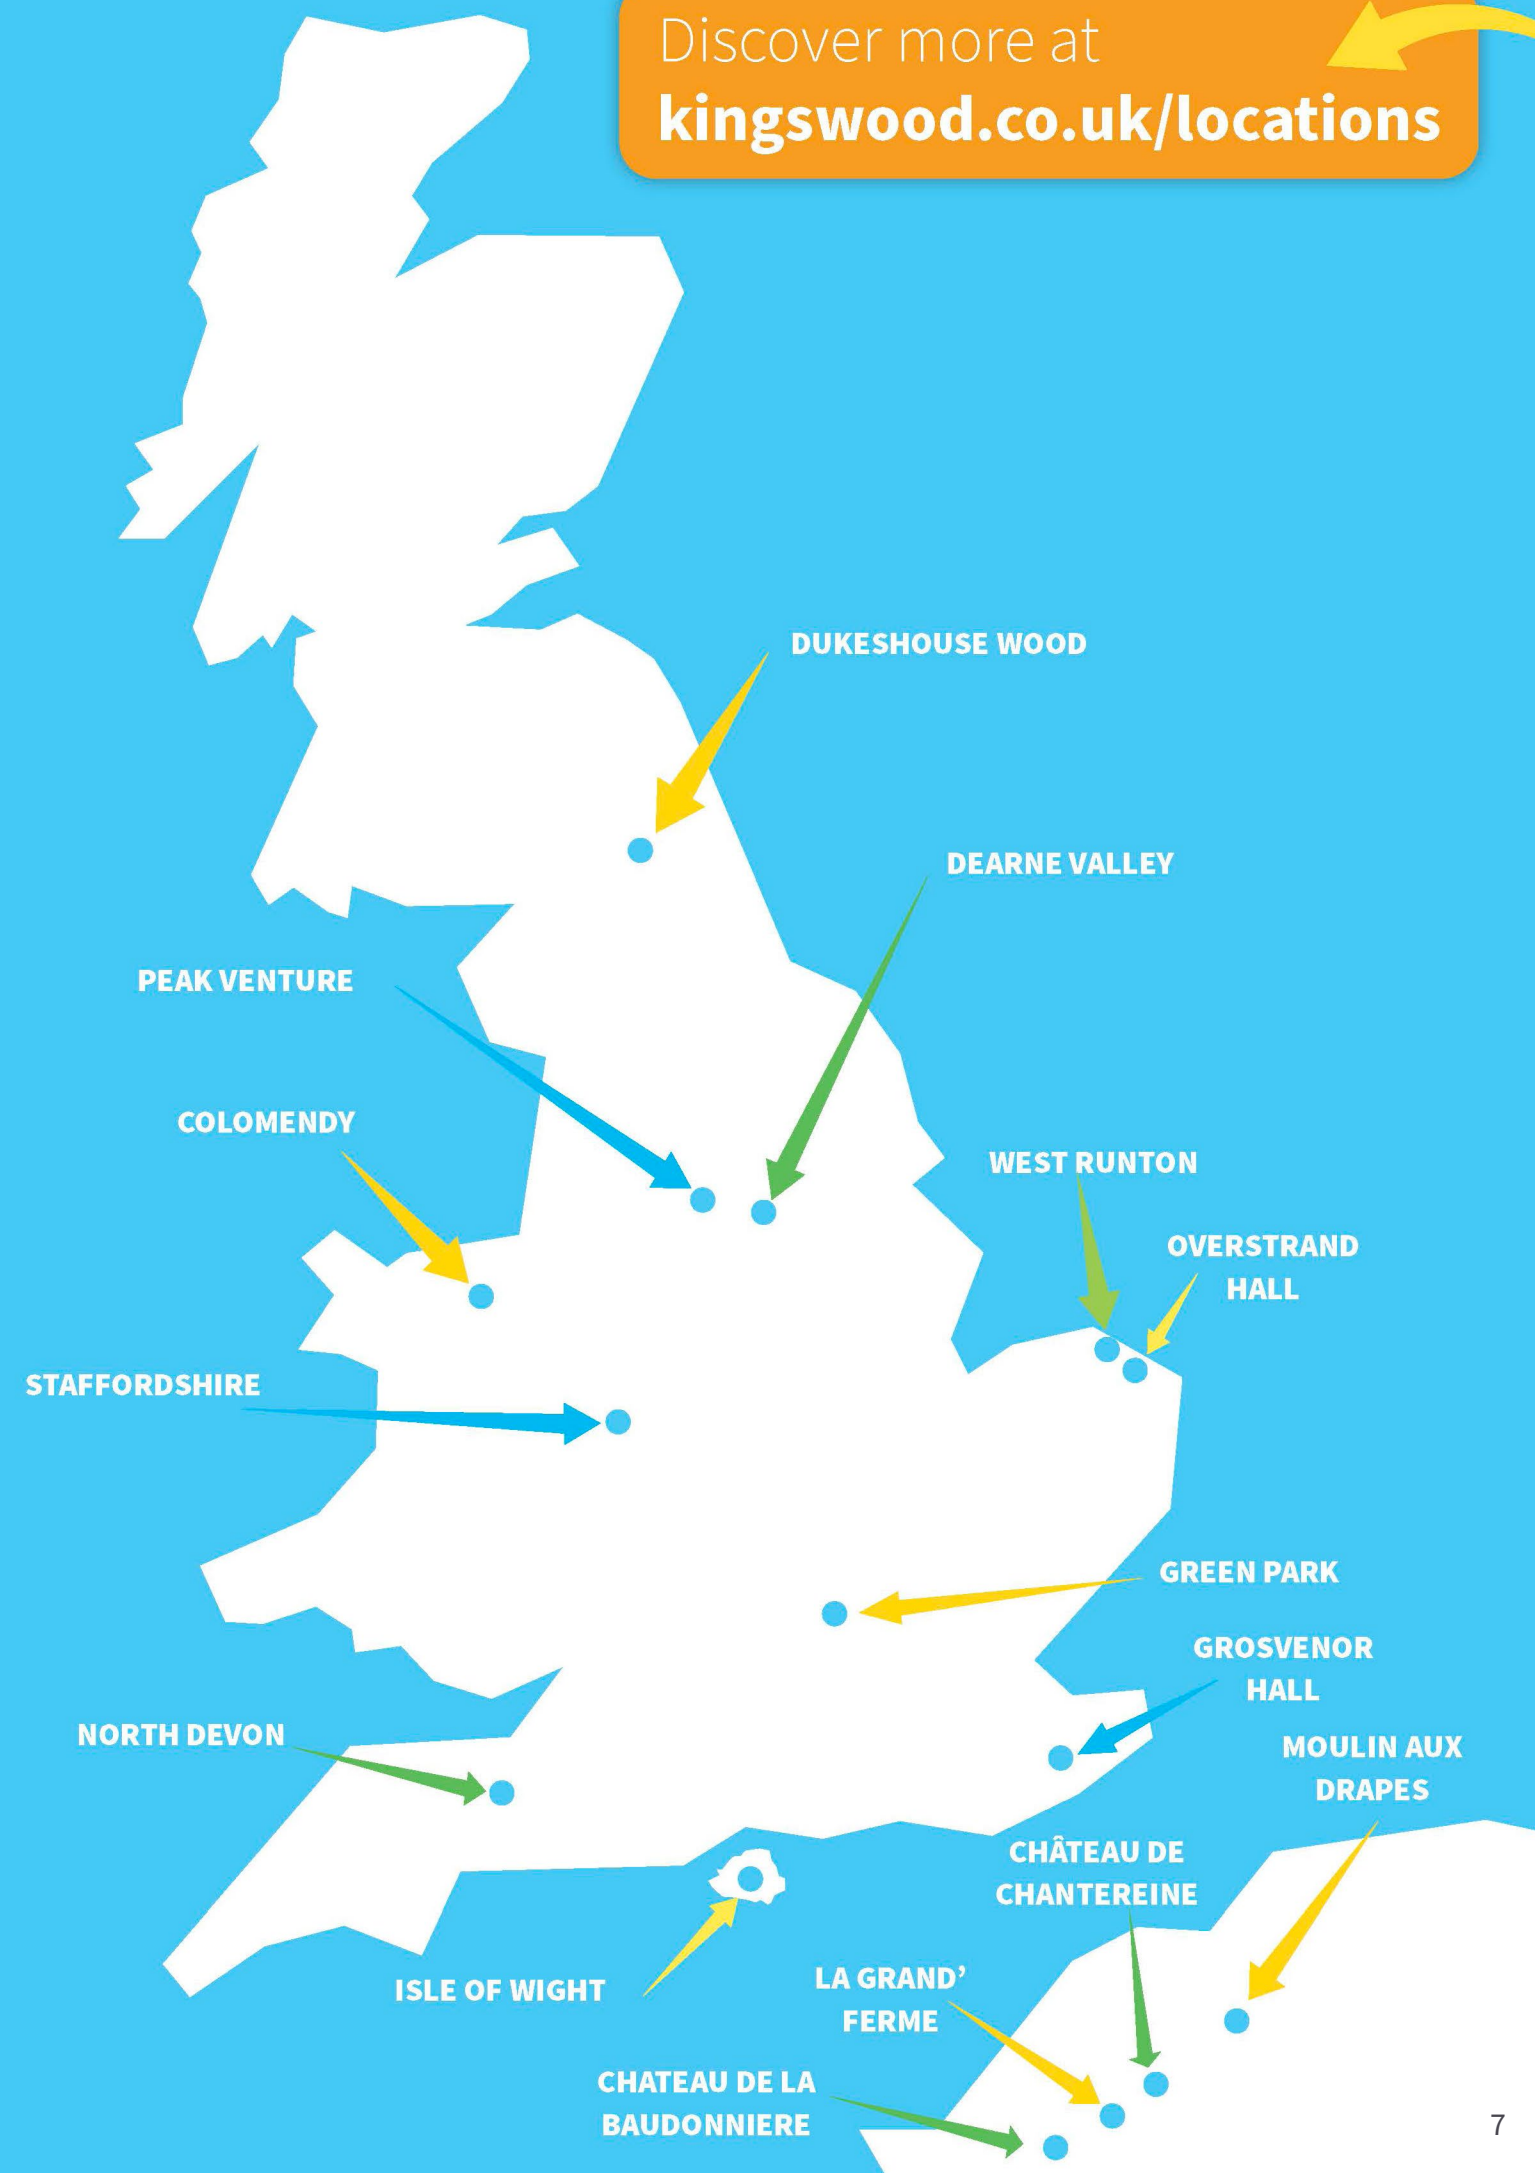 Discover more at
kingswood.co.uk/locations
DUKESHOUSE WOOD
DEARNE VALLEY
PEAK VENTURE
COLOMENDY
WEST RUNTON
OVERSTRAND
HALL
STAFFORDSHIRE
GREEN PARK
GROSVENOR
HALL
NORTH DEVON
MOULIN AUX
DRAPES
CHÂTEAU DE
CHANTEREINE
ISLE OF WIGHT
LA GRAND’
FERME
CHATEAU DE LA
BAUDONNIERE
7